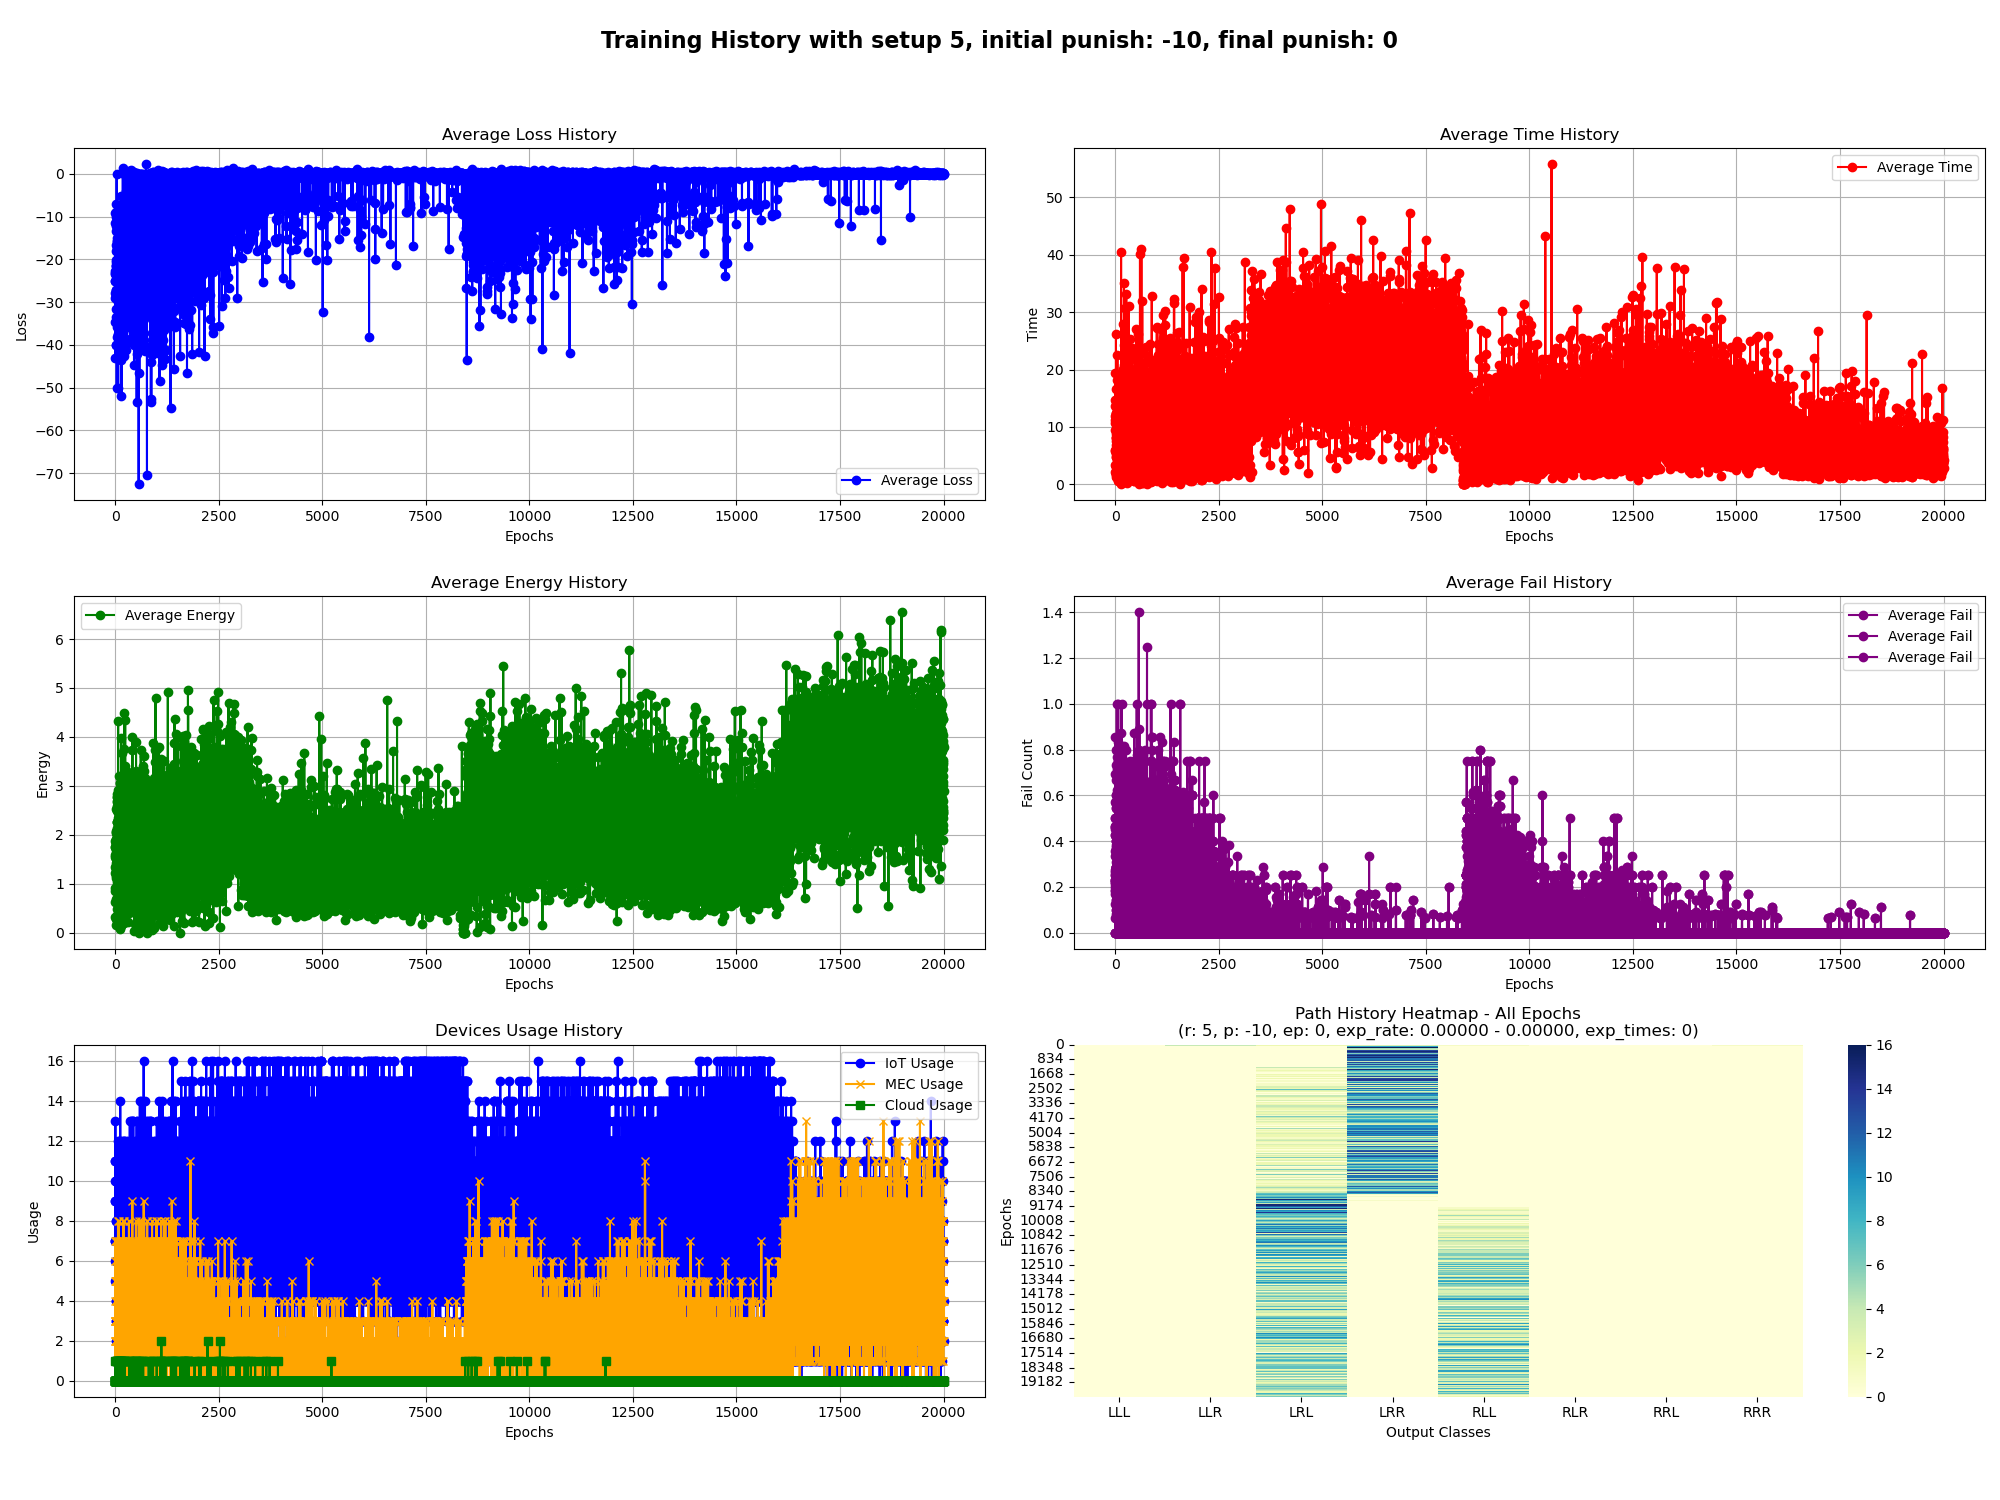 Training History with setup 5, initial punish: -10, final punish: 0
Average Loss History
Loss
0
−10
−20
−30
−40
−50
−60
−70
Average Loss
0 2500 5000 7500 10000 12500 15000 17500 20000
Epochs
Average Time History
Time
50
40
30
20
10
0
Average Time
0 2500 5000 7500 10000 12500 15000 17500 20000
Epochs
Average Energy History
Energy
6
5
4
3
2
1
0
Average Energy
0 2500 5000 7500 10000 12500 15000 17500 20000
Epochs
Average Fail History
Fail Count
1.4
1.2
1.0
0.8
0.6
0.4
0.2
0.0
Average Fail
Average Fail
Average Fail
0 2500 5000 7500 10000 12500 15000 17500 20000
Epochs
Devices Usage History
Usage
16
14
12
10
8
6
4
2
0
IoT Usage
MEC Usage
Cloud Usage
0 2500 5000 7500 10000 12500 15000 17500 20000
Epochs
Path History Heatmap - All Epochs
(r: 5, p: -10, ep: 0, exp_rate: 0.00000 - 0.00000, exp_times: 0)
Epochs
0
834
1668
2502
3336
4170
5004
5838
6672
7506
8340
9174
10008
10842
11676
12510
13344
14178
15012
15846
16680
17514
18348
19182
LLL LLR LRL LRR RLL RLR RRL RRR
Output Classes
16
14
12
10
8
6
4
2
0